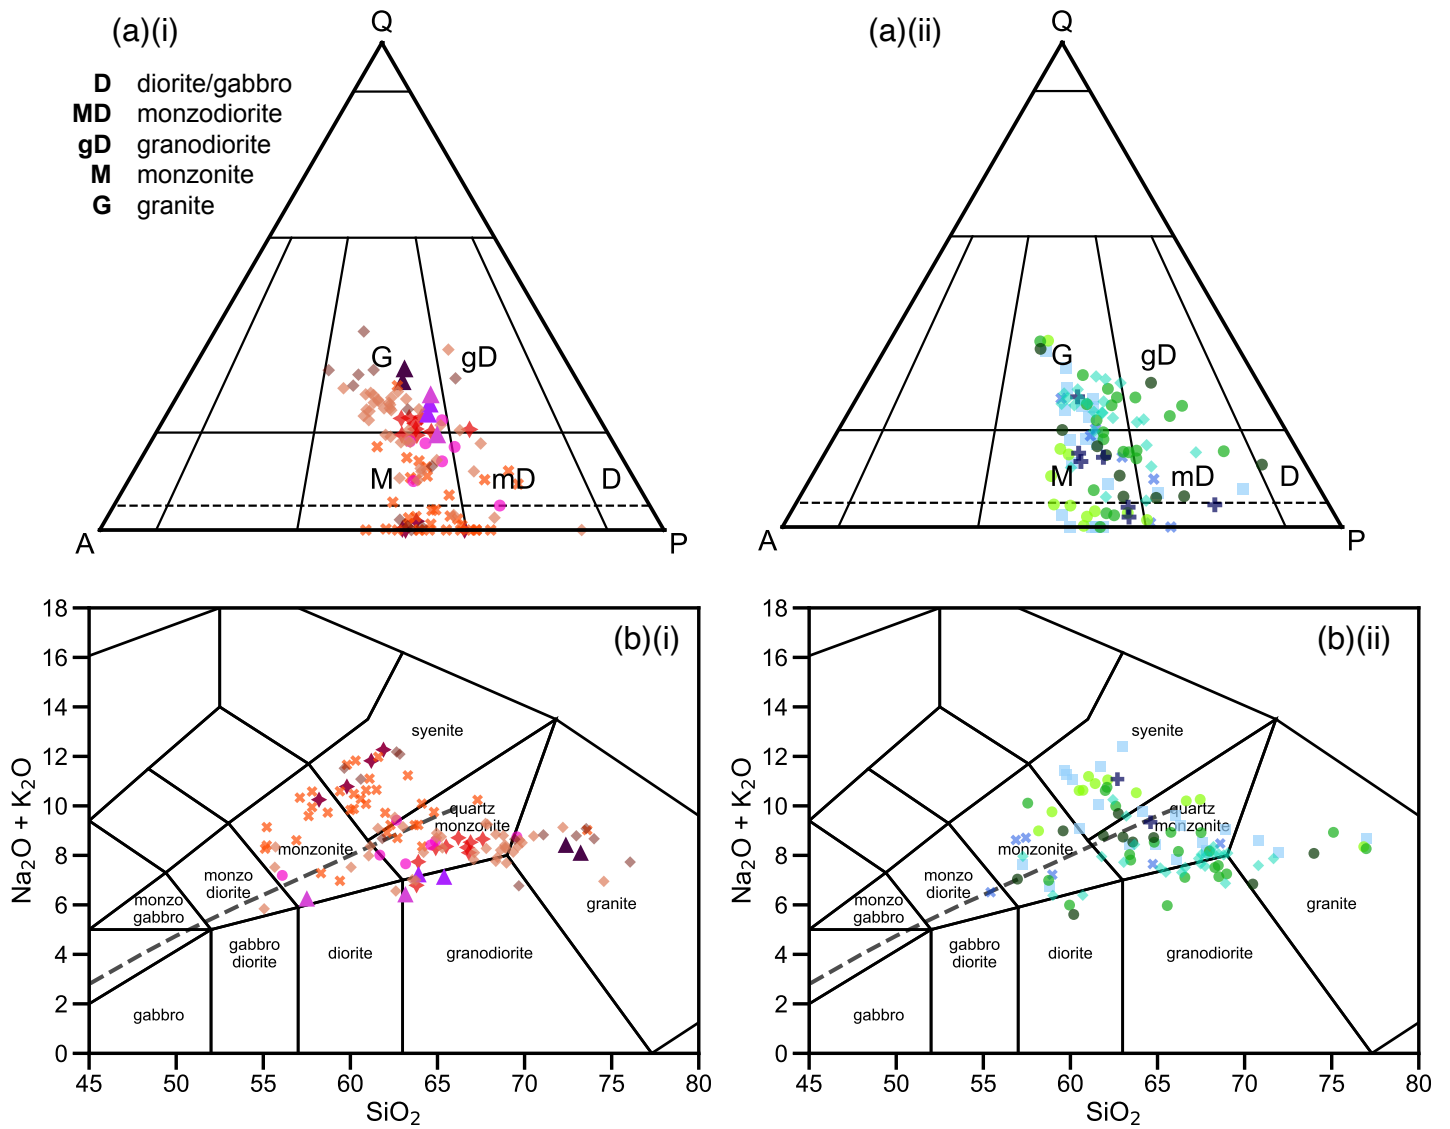 (a)(i)
Q
D diorite/gabbro
MD monzodiorite
gD granodiorite
M monzonite
G granite
G
gD
M
mD
D
A
P
(a)(ii)
Q
G
gD
M
mD
D
A
P
(b)(i)
18
16
14
12
10
8
6
4
2
0
Na₂O + K₂O
syenite
quartz
monzonite
monzonite
monzo
diorite
monzo
gabbro
granite
gabbro
diorite
diorite
granodiorite
gabbro
45 50 55 60 65 70 75 80
SiO₂
(b)(ii)
18
16
14
12
10
8
6
4
2
0
Na₂O + K₂O
syenite
quartz
monzonite
monzonite
monzo
diorite
monzo
gabbro
granite
gabbro
diorite
diorite
granodiorite
gabbro
45 50 55 60 65 70 75 80
SiO₂